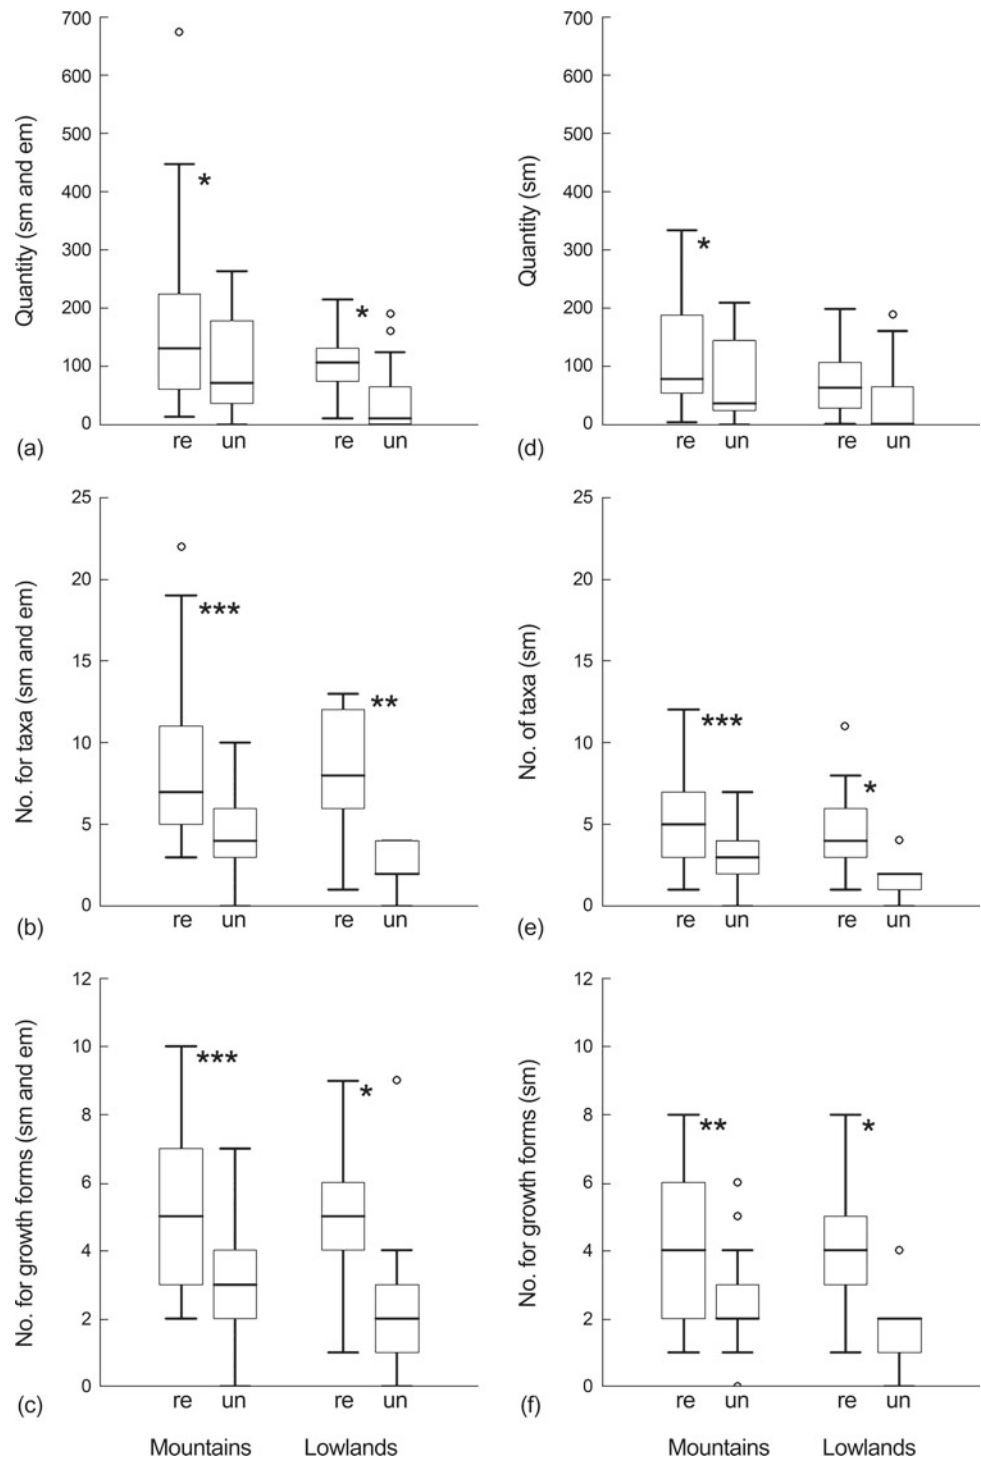 700
600
500
400
300
200
100
0
Quantity (sm and em)
*
*
re un re un
(a)
700
600
500
400
300
200
100
0
Quantity (sm)
*
re un re un
(d)
25
20
15
10
5
0
No. for taxa (sm and em)
***
**
re un re un
(b)
25
20
15
10
5
0
No. of taxa (sm)
***
*
re un re un
(e)
12
10
8
6
4
2
0
No. for growth forms (sm and em)
***
*
re un re un
(c)
Mountains Lowlands
12
10
8
6
4
2
0
No. for growth forms (sm)
**
*
re un re un
(f)
Mountains Lowlands